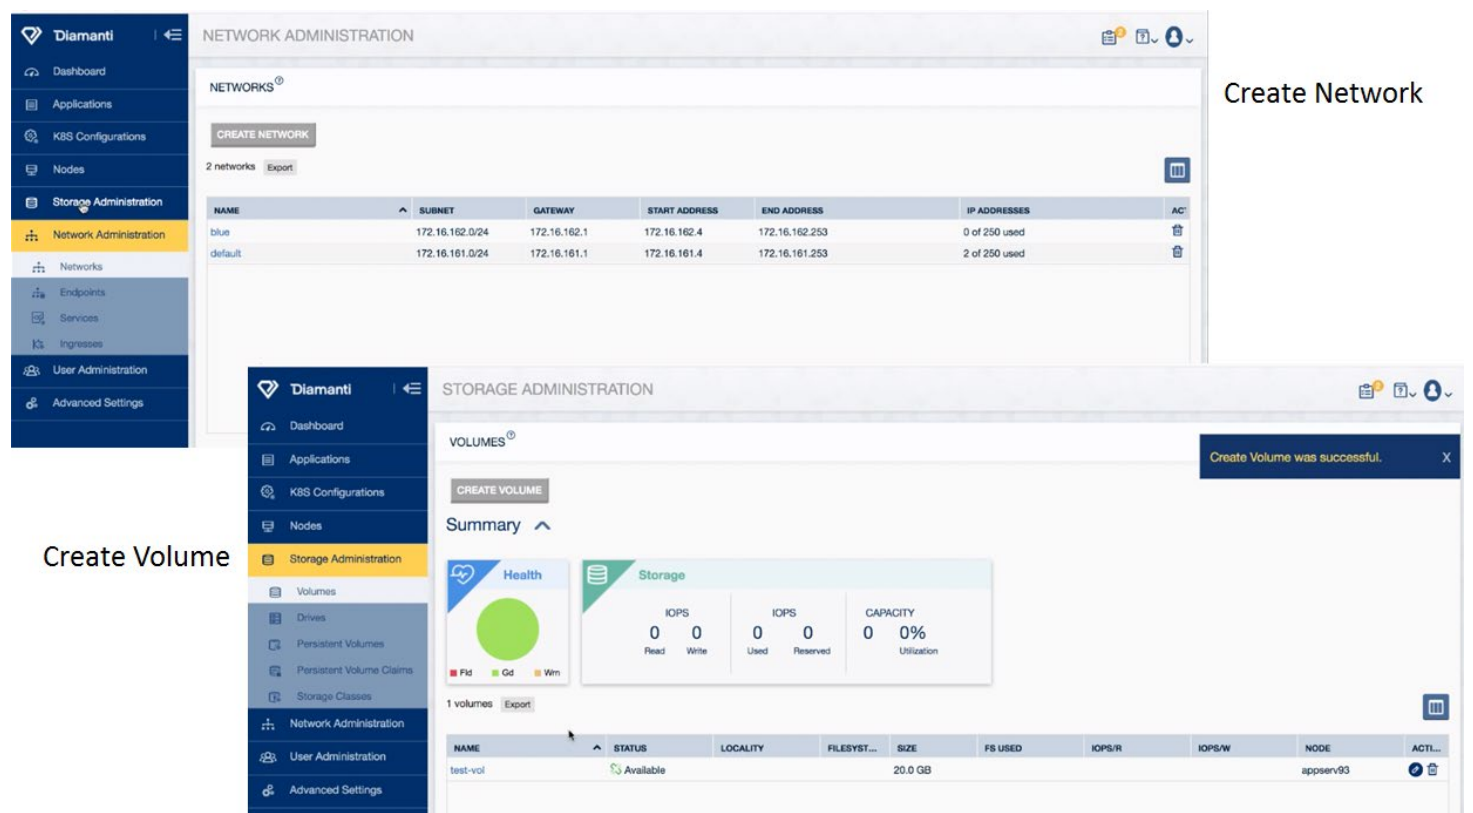 Diamanti
NETWORK ADMINISTRATION
2
?
Dashboard
Applications
K8S Configurations
Nodes
Storage Administration
Network Administration
Networks
Endpoints
Services
Ingresses
User Administration
Advanced Settings
NETWORKS ?
CREATE NETWORK
2 networks Export
NAME SUBNET GATEWAY START ADDRESS END ADDRESS IP ADDRESSES ACT
blue 172.16.162.0/24 172.16.162.1 172.16.162.4 172.16.162.253 0 of 250 used
default 172.16.161.0/24 172.16.161.1 172.16.161.4 172.16.161.253 2 of 250 used
Create Network
Create Volume
Diamanti
STORAGE ADMINISTRATION
2
?
Dashboard
Applications
K8S Configurations
Nodes
Storage Administration
Volumes
Drives
Persistent Volumes
Persistent Volume Claims
Storage Classes
Network Administration
User Administration
Advanced Settings
VOLUMES ?
Create Volume was successful. X
CREATE VOLUME
Summary
Health
Fld Gd Wrn
Storage
IOPS IOPS CAPACITY
0 0 0 0 0 0%
Read Write Used Reserved Utilization
1 volumes Export
NAME STATUS LOCALITY FILESYST... SIZE FS USED IOPS/R IOPS/W NODE ACTI...
test-vol Available 20.0 GB appserv93